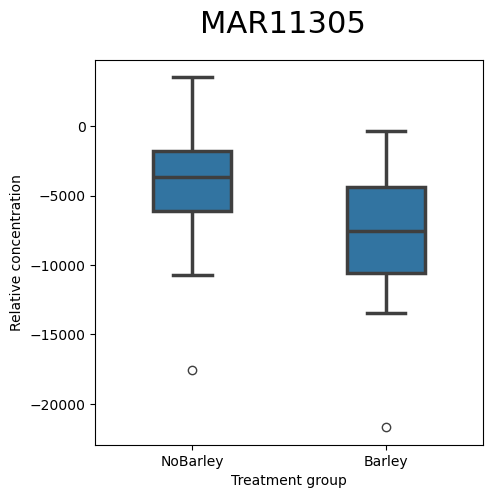 MAR11305
Relative concentration
0
−5000
−10000
−15000
−20000
NoBarley
Barley
Treatment group